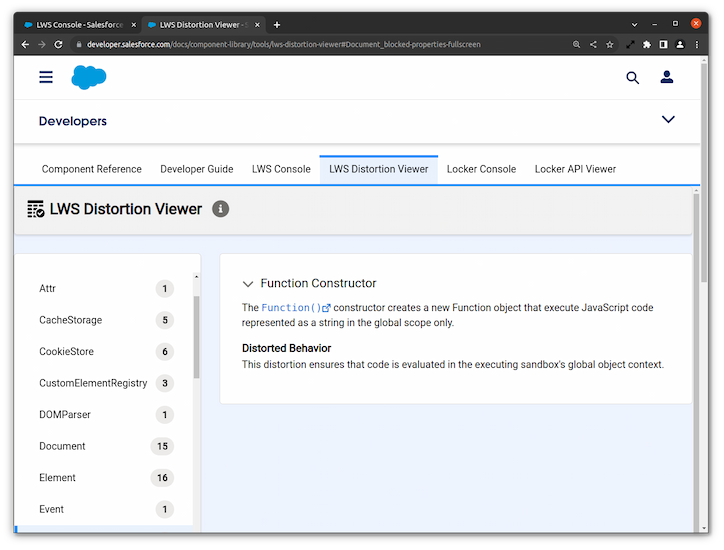 LWS Console - Salesforce
LWS Distortion Viewer - S
developer.salesforce.com/docs/component-library/tools/lws-distortion-viewer#Document_blocked-properties-fullscreen
Developers
Component Reference
Developer Guide
LWS Console
LWS Distortion Viewer
Locker Console
Locker API Viewer
LWS Distortion Viewer
Attr 1
CacheStorage 5
CookieStore 6
CustomElementRegistry 3
DOMParser 1
Document 15
Element 16
Event 1
Function Constructor
The Function() constructor creates a new Function object that execute JavaScript code
represented as a string in the global scope only.
Distorted Behavior
This distortion ensures that code is evaluated in the executing sandbox's global object context.